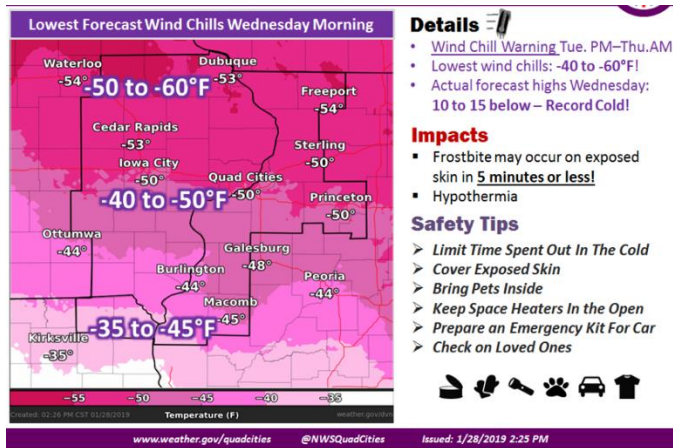 Lowest Forecast Wind Chills Wednesday Morning
Waterloo
-54°
Dubuque
-53°
-50 to -60°F
Freeport
-54°
Cedar Rapids
-53°
Sterling
-50°
Iowa City
-50°
Quad Cities
-50°
-40 to -50°F
Princeton
-50°
Ottumwa
-44°
Galesburg
-48°
Burlington
-44°
Peoria
-44°
Macomb
-45°
-35 to -45°F
Kirksville
-35°
-55 -50 -45 -40 -35
Created: 02:26 PM CST 01/28/2019 Temperature (F) weather.gov/dvn
Details
• Wind Chill Warning Tue. PM–Thu.AM
• Lowest wind chills: -40 to -60°F!
• Actual forecast highs Wednesday:
10 to 15 below – Record Cold!
Impacts
▪ Frostbite may occur on exposed
skin in 5 minutes or less!
▪ Hypothermia
Safety Tips
➢ Limit Time Spent Out In The Cold
➢ Cover Exposed Skin
➢ Bring Pets Inside
➢ Keep Space Heaters In the Open
➢ Prepare an Emergency Kit For Car
➢ Check on Loved Ones
www.weather.gov/quadcities @NWSQuadCities Issued: 1/28/2019 2:25 PM